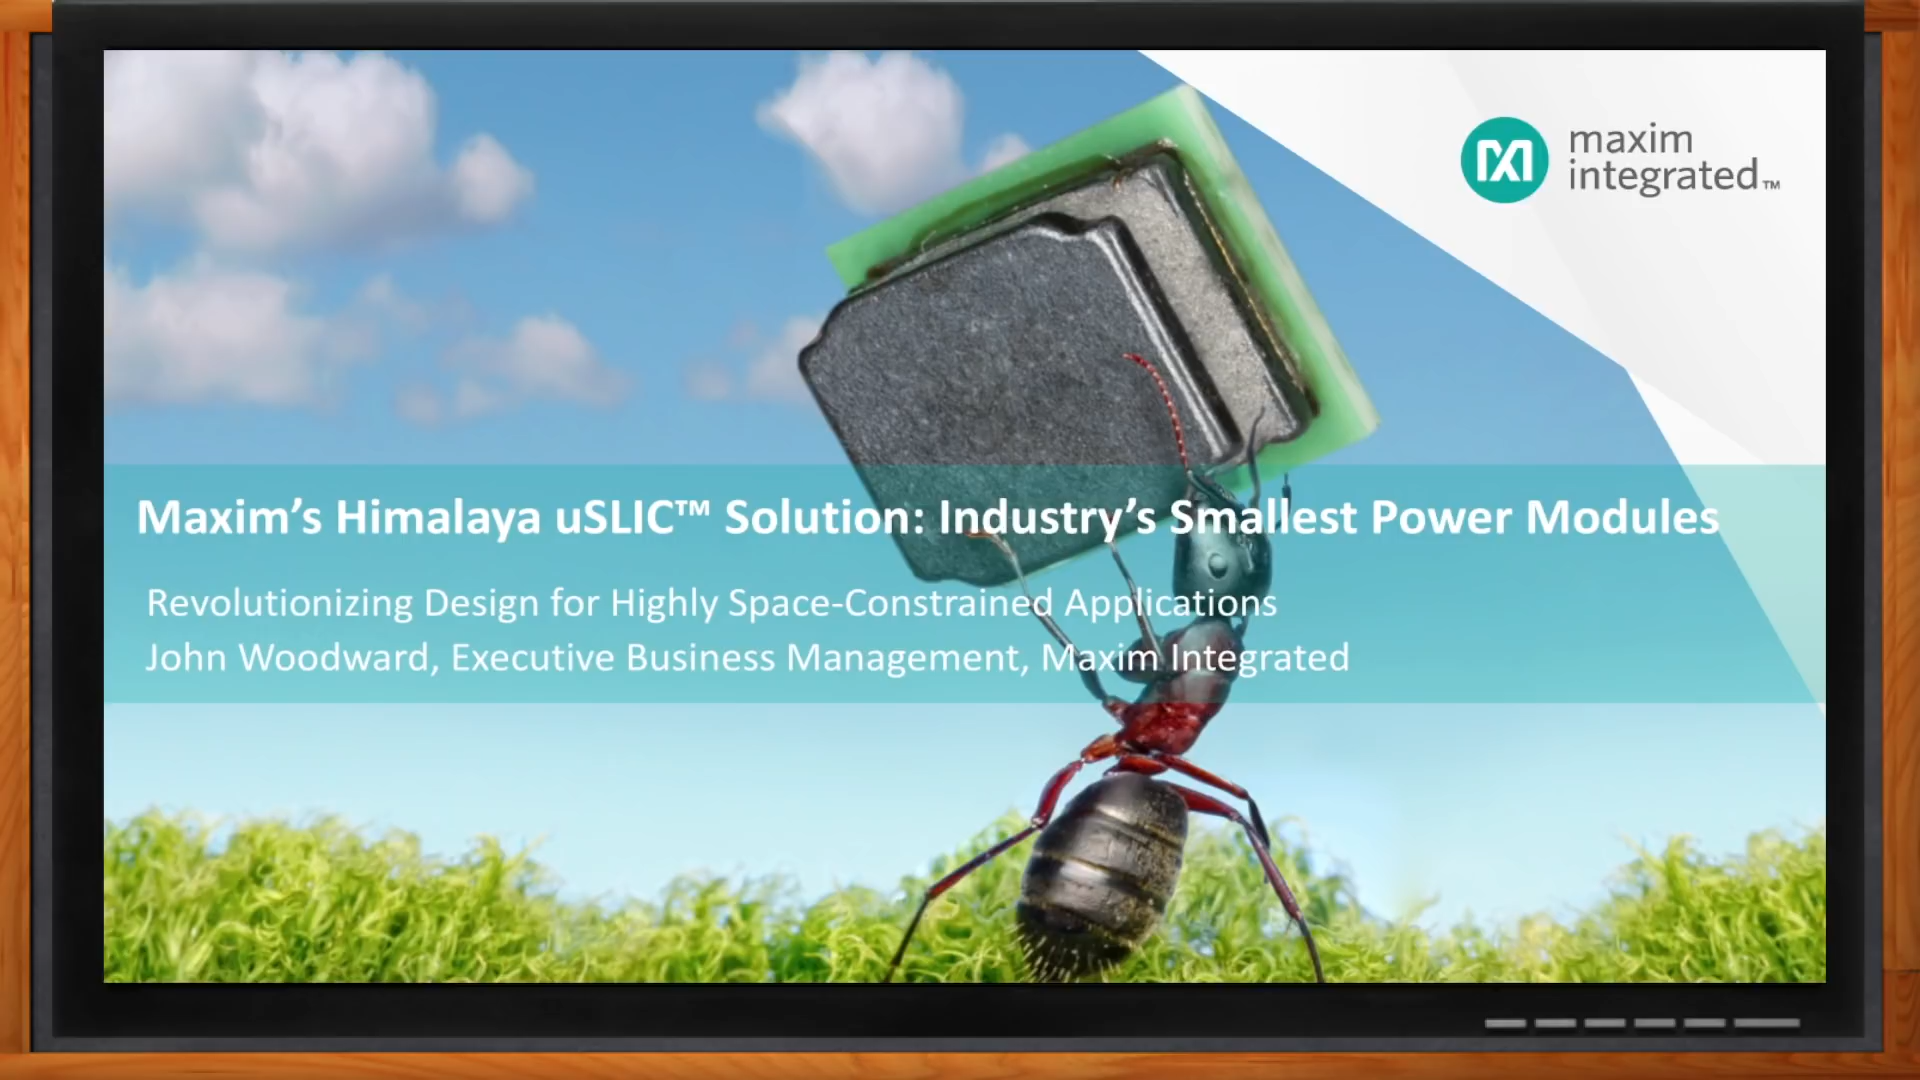 maxim
integrated™
Maxim’s Himalaya uSLIC™ Solution: Industry’s Smallest Power Modules
Revolutionizing Design for Highly Space-Constrained Applications
John Woodward, Executive Business Management, Maxim Integrated